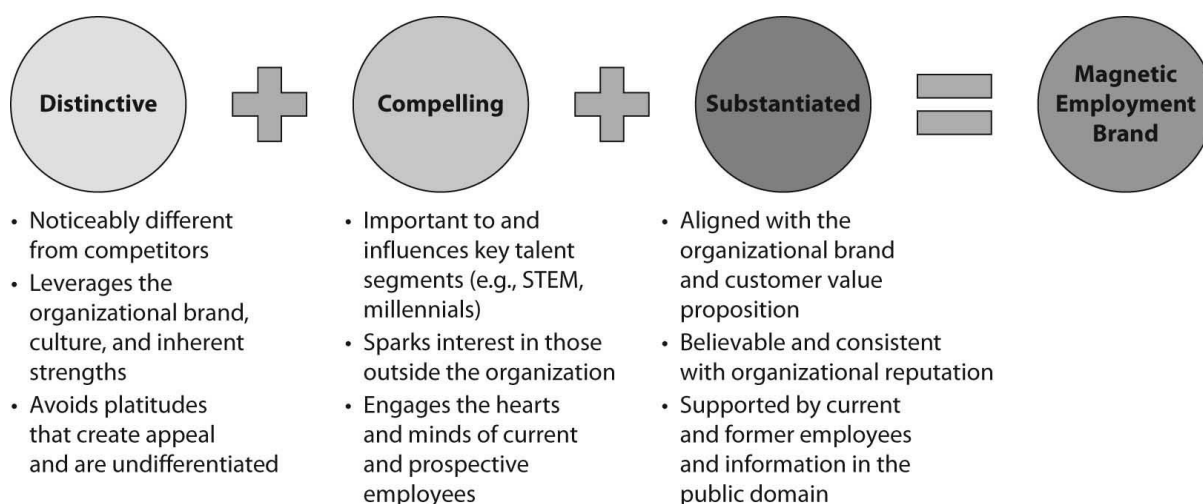 Distinctive
Compelling
Substantiated
Magnetic
Employment
Brand
• Noticeably different
from competitors
• Leverages the
organizational brand,
culture, and inherent
strengths
• Avoids platitudes
that create appeal
and are undifferentiated
• Important to and
influences key talent
segments (e.g., STEM,
millennials)
• Sparks interest in those
outside the organization
• Engages the hearts
and minds of current
and prospective
employees
• Aligned with the
organizational brand
and customer value
proposition
• Believable and consistent
with organizational reputation
• Supported by current
and former employees
and information in the
public domain